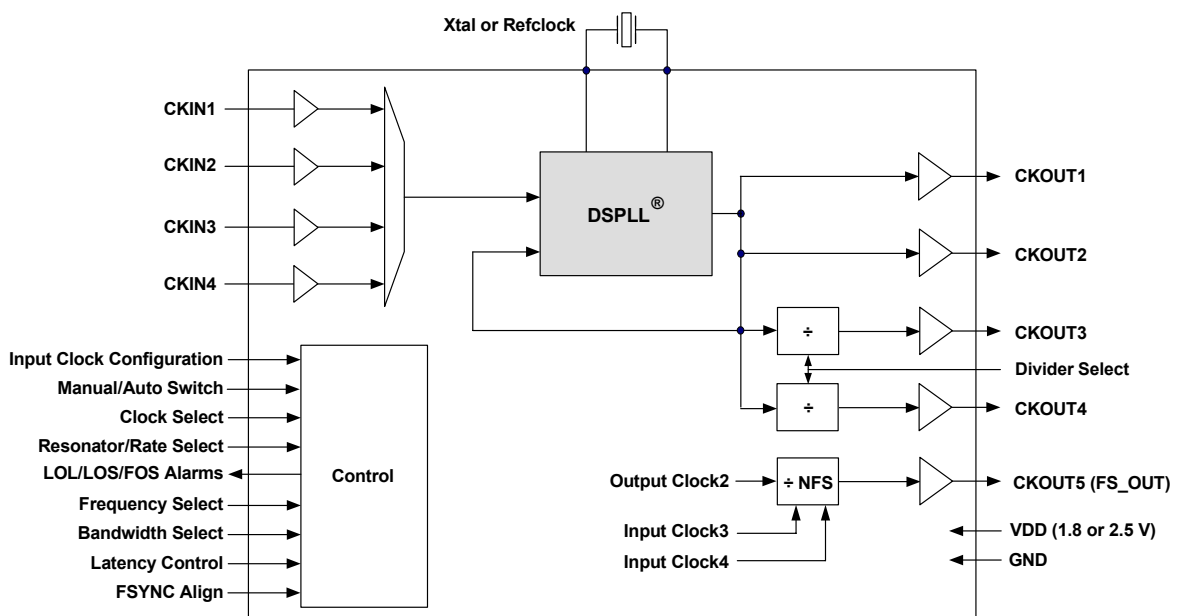 Xtal or Refclock
CKIN1
CKIN2
CKIN3
CKIN4
DSPLL®
CKOUT1
CKOUT2
÷
CKOUT3
Divider Select
÷
CKOUT4
Input Clock Configuration
Manual/Auto Switch
Clock Select
Resonator/Rate Select
LOL/LOS/FOS Alarms
Frequency Select
Bandwidth Select
Latency Control
FSYNC Align
Control
Output Clock2
÷ NFS
CKOUT5 (FS_OUT)
Input Clock3
Input Clock4
VDD (1.8 or 2.5 V)
GND